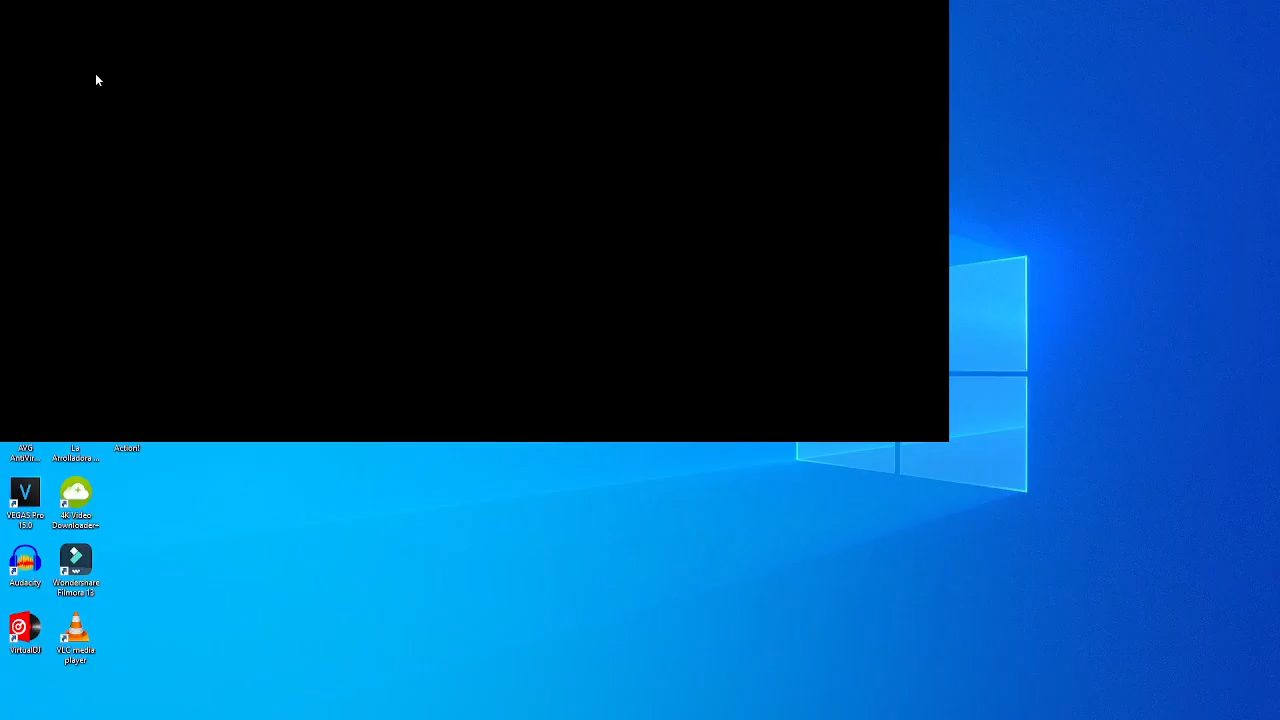 AVG
AntiVir...
La
Arrolladora ...
Action!
VEGAS Pro
15.0
4K Video
Downloader+
Audacity
Wondershare
Filmora 13
VirtualDJ
VLC media
player